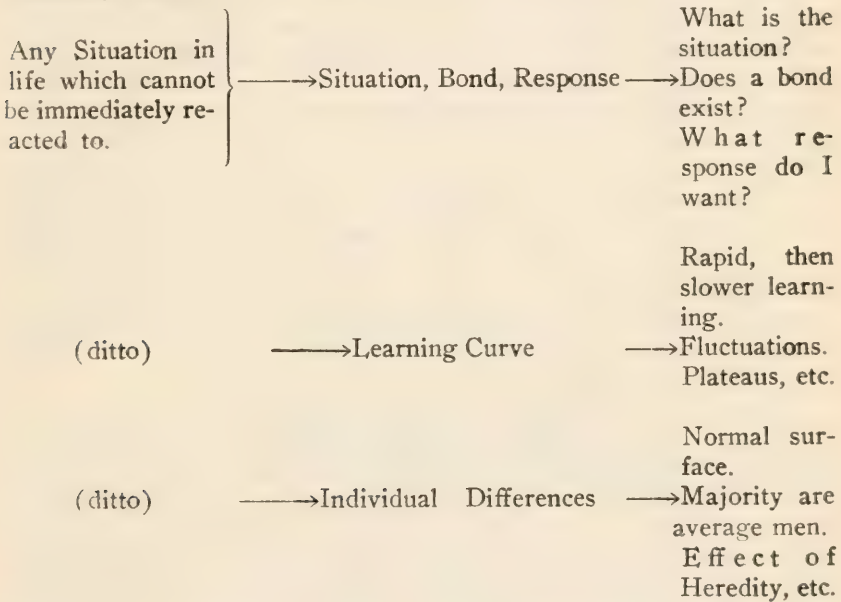 Any Situation in
life which cannot
be immediately re-
acted to.
⟶Situation, Bond, Response⟶
What is the
situation?
Does a bond
exist?
What re-
sponse do I
want?
(ditto)
⟶Learning Curve
⟶
Rapid, then
slower learn-
ing.
Fluctuations.
Plateaus, etc.
(ditto)
⟶Individual Differences
⟶
Normal sur-
face.
Majority are
average men.
Effect of
Heredity, etc.